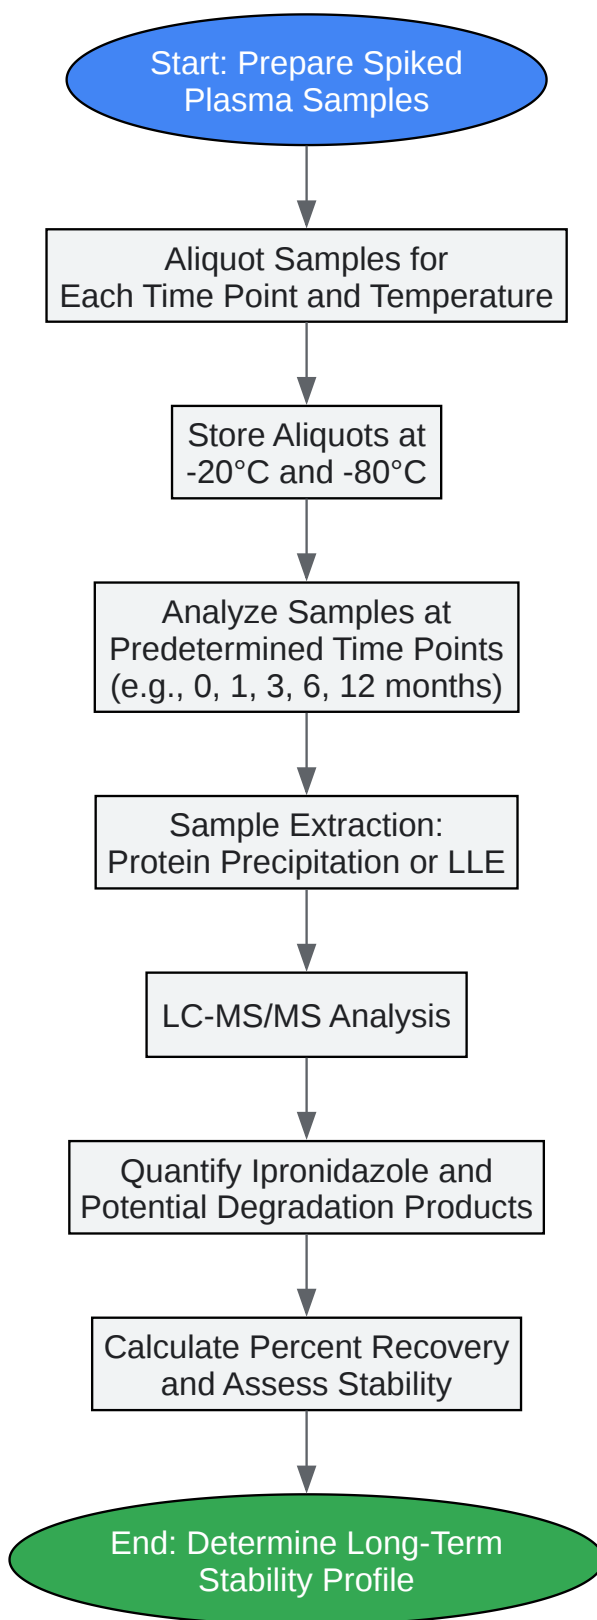 Start: Prepare Spiked
Plasma Samples
Aliquot Samples for
Each Time Point and Temperature
Store Aliquots at
-20°C and -80°C
Analyze Samples at
Predetermined Time Points
(e.g., 0, 1, 3, 6, 12 months)
Sample Extraction:
Protein Precipitation or LLE
LC-MS/MS Analysis
Quantify Ipronidazole and
Potential Degradation Products
Calculate Percent Recovery
and Assess Stability
End: Determine Long-Term
Stability Profile